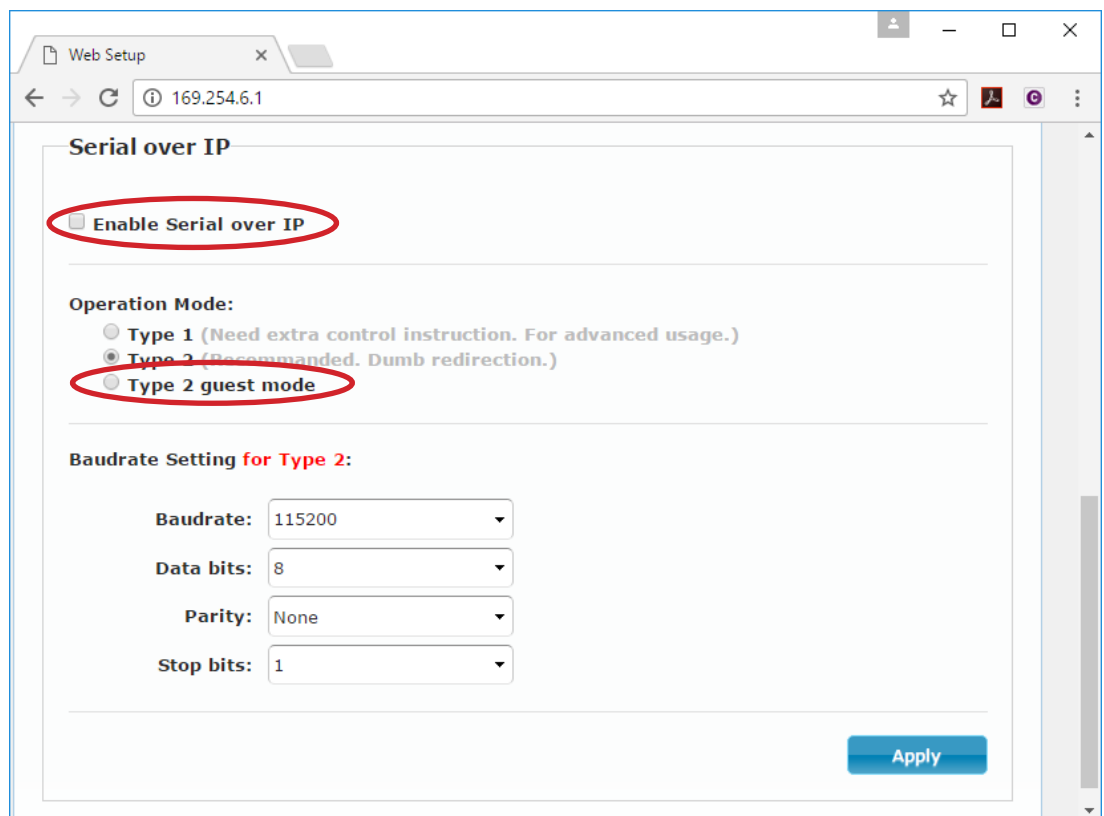 Web Setup
169.254.6.1
Serial over IP
Enable Serial over IP
Operation Mode:
Type 1 (Need extra control instruction. For advanced usage.)
Type 2 (Recommanded. Dumb redirection.)
Type 2 guest mode
Baudrate Setting for Type 2:
Baudrate: 115200
Data bits: 8
Parity: None
Stop bits: 1
Apply